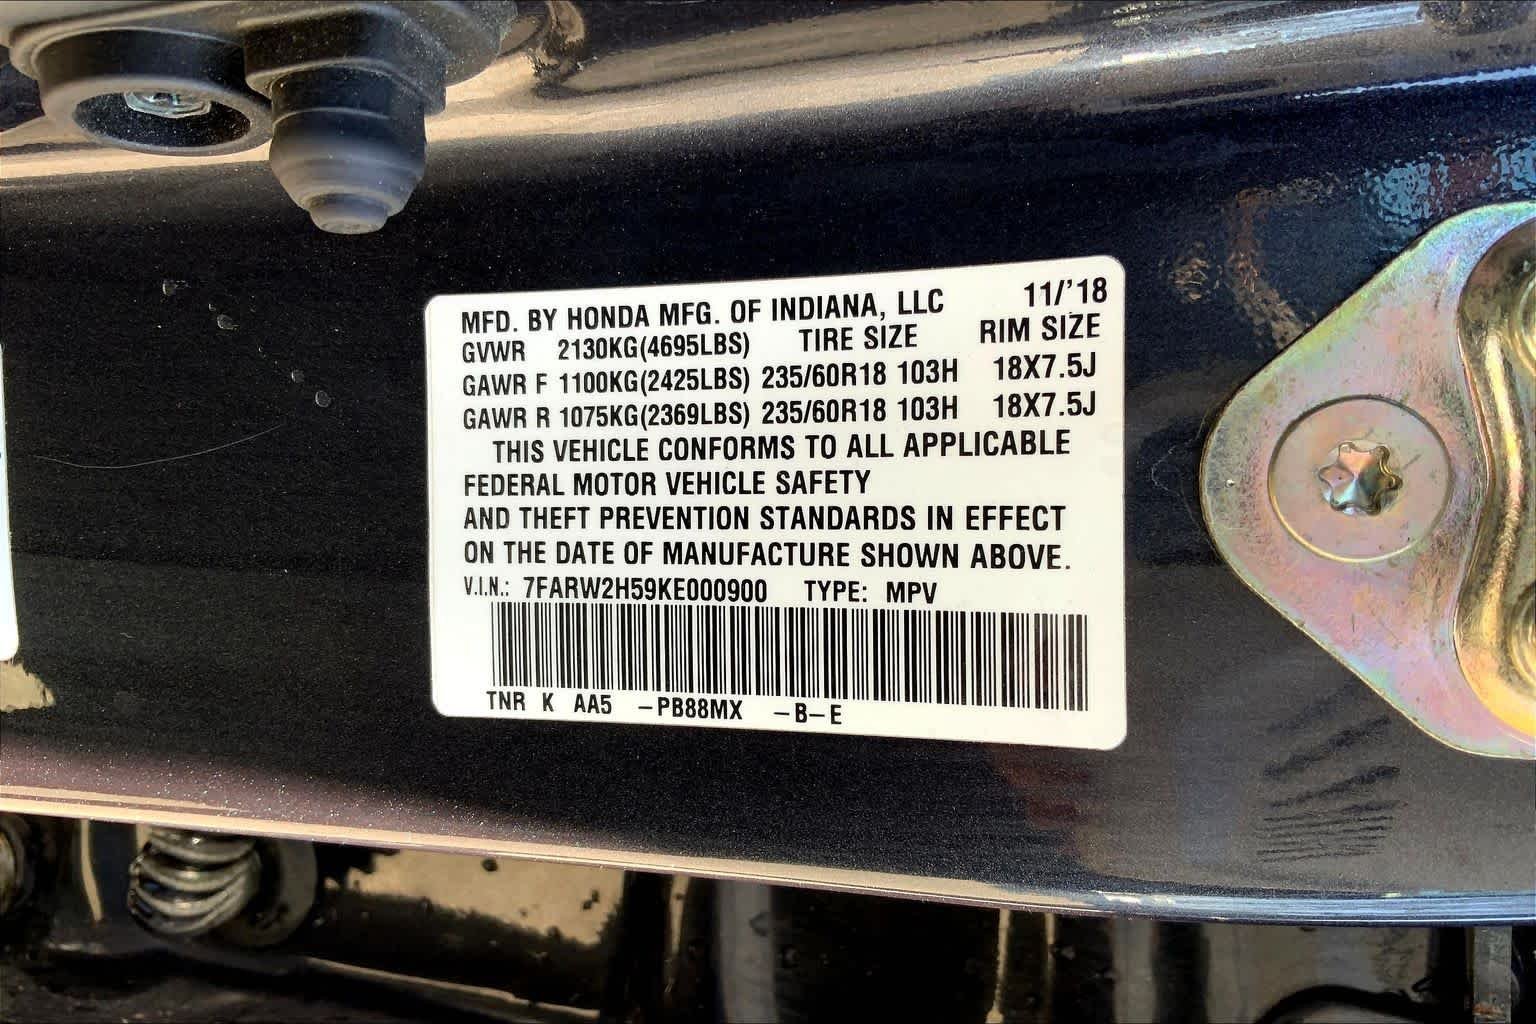 MFD. BY HONDA MFG. OF INDIANA, LLC 11/'18
GVWR 2130KG(4695LBS) TIRE SIZE RIM SIZE
GAWR F 1100KG(2425LBS) 235/60R18 103H 18X7.5J
GAWR R 1075KG(2369LBS) 235/60R18 103H 18X7.5J
THIS VEHICLE CONFORMS TO ALL APPLICABLE
FEDERAL MOTOR VEHICLE SAFETY
AND THEFT PREVENTION STANDARDS IN EFFECT
ON THE DATE OF MANUFACTURE SHOWN ABOVE.
V.I.N.: 7FARW2H59KE000900 TYPE: MPV
TNR K AA5 -PB88MX -B-E